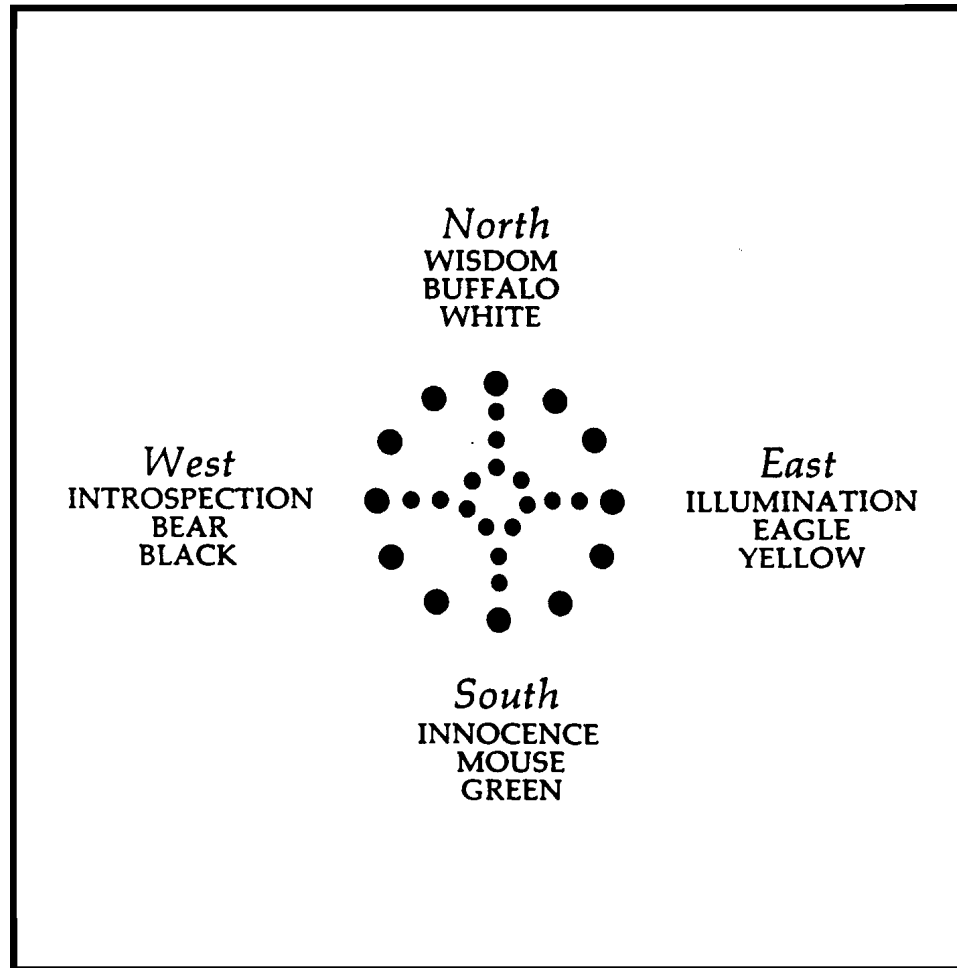 North
WISDOM
BUFFALO
WHITE
West
INTROSPECTION
BEAR
BLACK
East
ILLUMINATION
EAGLE
YELLOW
South
INNOCENCE
MOUSE
GREEN